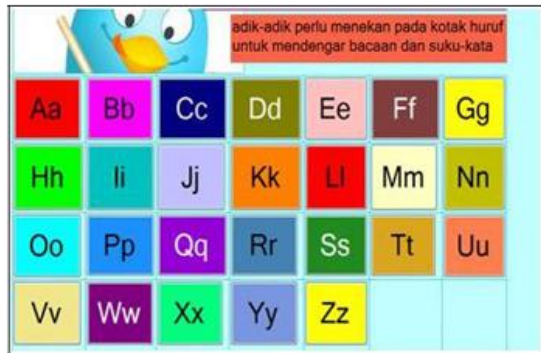 adik-adik perlu menekan pada kotak huruf
untuk mendengar bacaan dan suku-kata
Aa Bb Cc Dd Ee Ff Gg
Hh Ii Jj Kk Ll Mm Nn
Oo Pp Qq Rr Ss Tt Uu
Vv Ww Xx Yy Zz